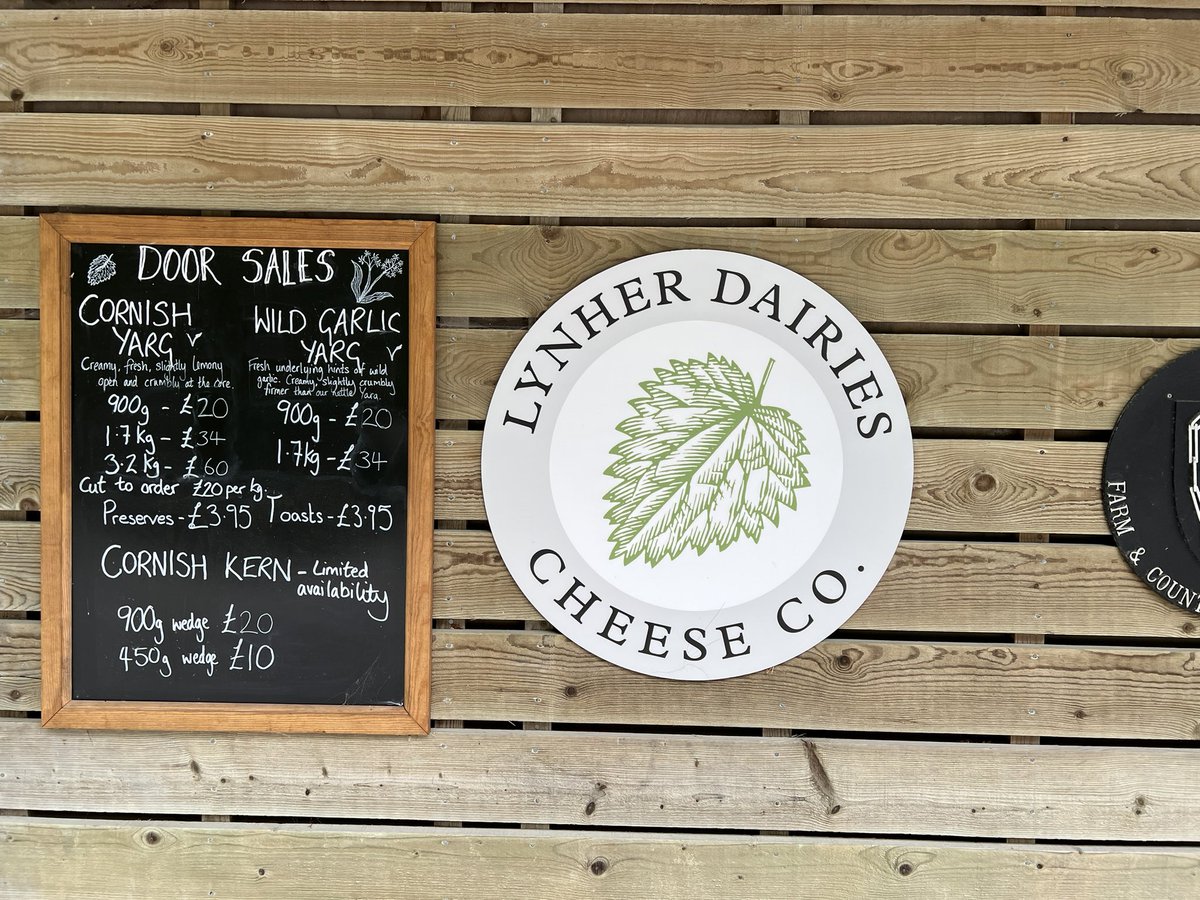 DOOR SALES
CORNISH
YARG V
Creamy, fresh, slightly lemony
open and crumbly at the core.
900g - £20
1.7kg - £34
3.2kg - £60
Cut to order £20 per kg.
WILD GARLIC
YARG V
Fresh underlying hints of wild
garlic. Creamy, slightly crumbly
firmer than our Nettle Yarg.
900g - £20
1.7kg - £34
Preserves - £3.95 Toasts - £3.95
CORNISH KERN - Limited
availability
900g wedge £20
450g wedge £10
LYNHER DAIRIES
CHEESE CO.
FARM & COUNT